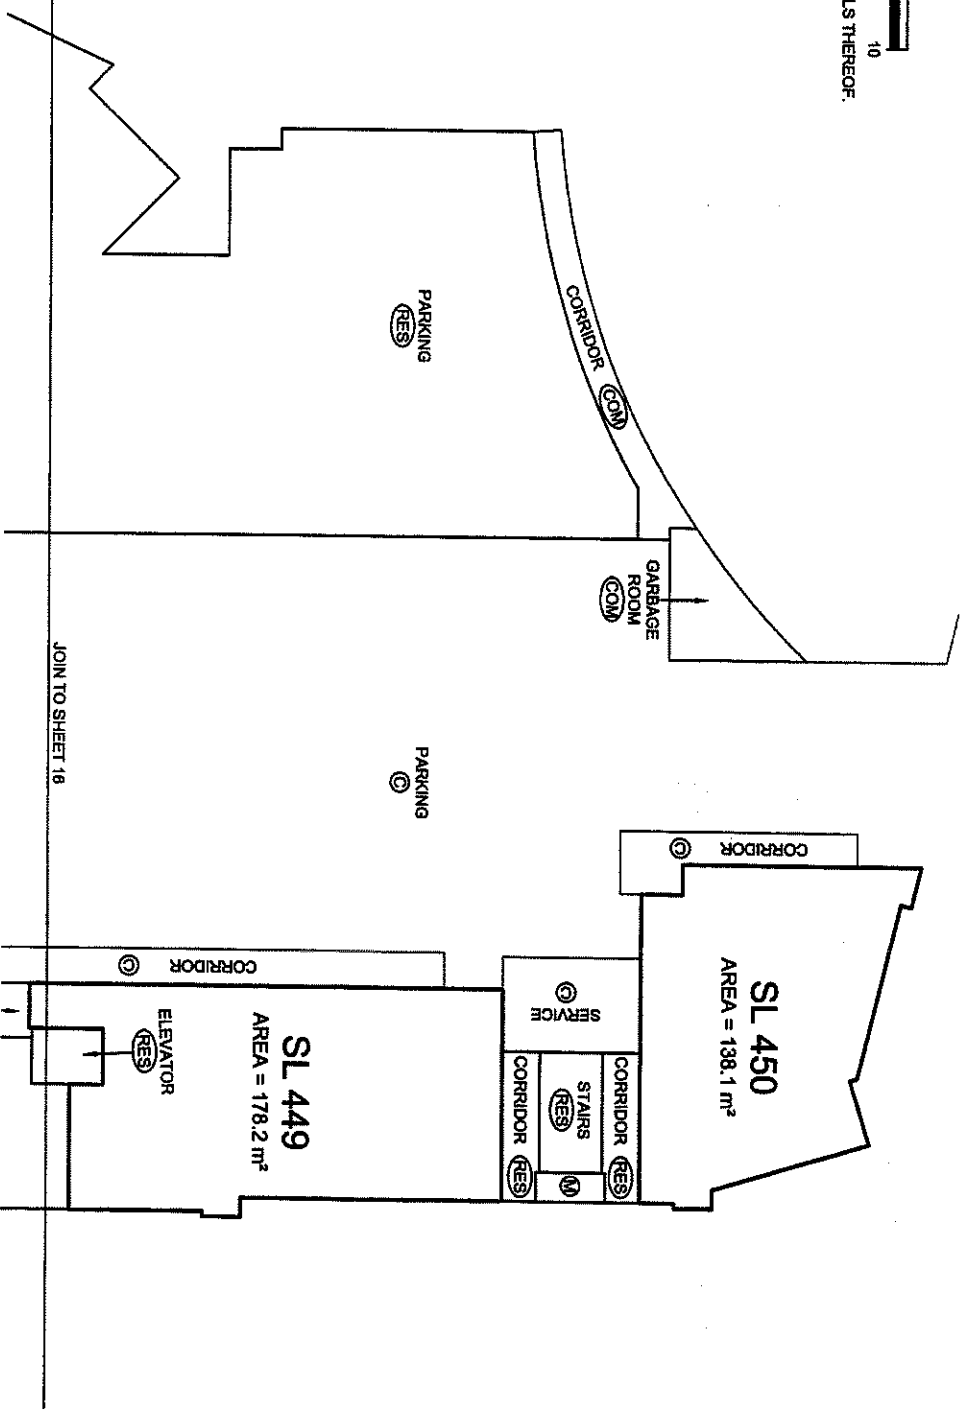 10
LS THEREOF.
CORRIDOR
COM
PARKING
RES
GARBAGE
ROOM
COM
PARKING
C
CORRIDOR
C
SL 450
AREA = 138.1 m²
SERVICE
C
CORRIDOR
RES
STAIRS
RES
M
CORRIDOR
RES
CORRIDOR
C
SL 449
AREA = 178.2 m²
ELEVATOR
RES
JOIN TO SHEET 16